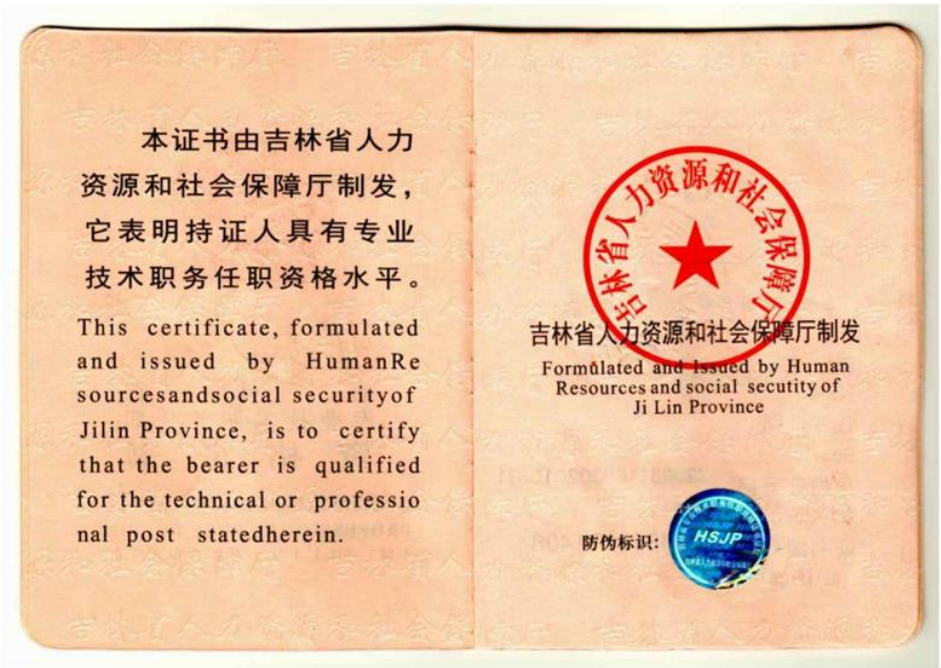 本证书由吉林省人力
资源和社会保障厅制发，
它表明持证人具有专业
技术职务任职资格水平。
This certificate, formulated
and issued by HumanRe
sourcesandsocial securityof
Jilin Province, is to certify
that the bearer is qualified
for the technical or professio
nal post statedherein.
吉林省人力资源和社会保障厅
吉林省人力资源和社会保障厅制发
Formulated and Issued by Human
Resources and social secutity of
Ji Lin Province
防伪标识：
HSJP